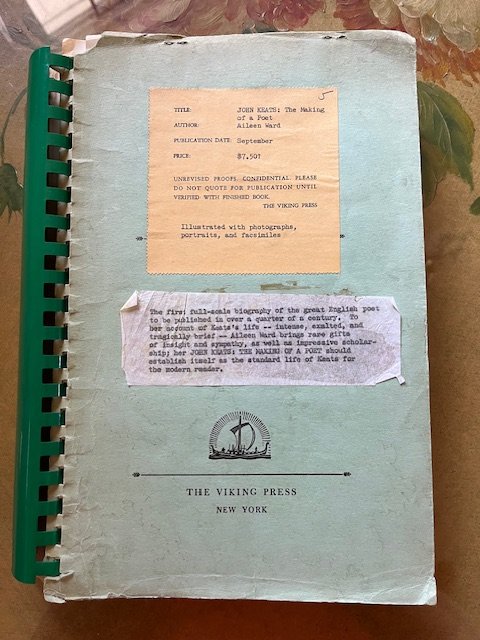 5
TITLE: JOHN KEATS: The Making
of a Poet
AUTHOR: Aileen Ward
PUBLICATION DATE: September
PRICE: $7.50?
UNREVISED PROOFS. CONFIDENTIAL. PLEASE
DO NOT QUOTE FOR PUBLICATION UNTIL
VERIFIED WITH FINISHED BOOK.
THE VIKING PRESS
Illustrated with photographs,
portraits, and facsimiles
The first full-scale biography of the great English poet
to be published in over a quarter of a century. To
her account of Keats's life -- intense, exalted, and
tragically brief -- Aileen Ward brings rare gifts
of insight and sympathy, as well as impressive scholar-
ship; her JOHN KEATS: THE MAKING OF A POET should
establish itself as the standard life of Keats for
the modern reader.
THE VIKING PRESS
NEW YORK